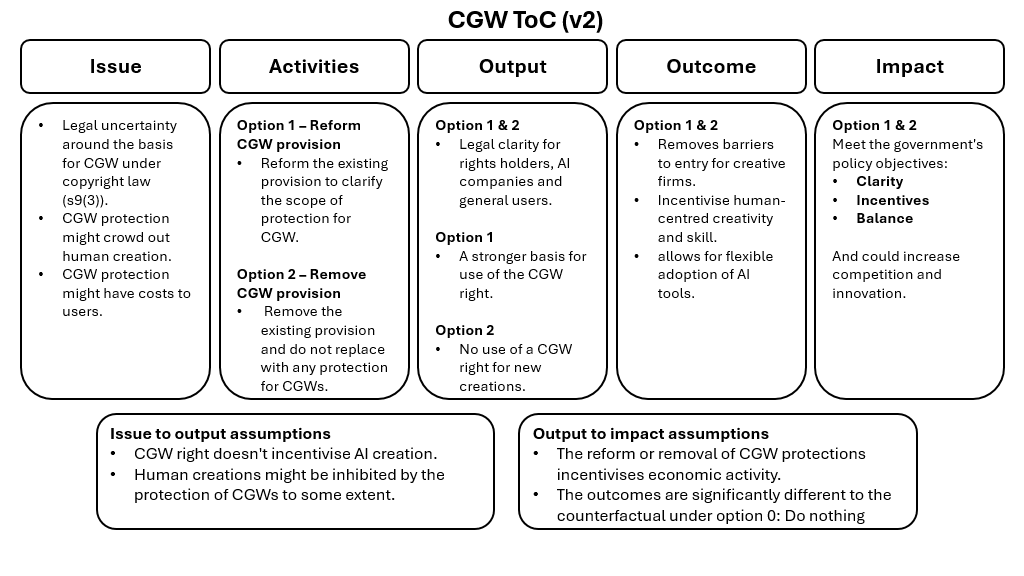 CGW ToC (v2)
Issue
Activities
Output
Outcome
Impact
• Legal uncertainty
around the basis
for CGW under
copyright law
(s9(3)).
• CGW protection
might crowd out
human creation.
• CGW protection
might have costs to
users.
Option 1 – Reform
CGW provision
• Reform the existing
provision to clarify
the scope of
protection for
CGW.
Option 2 – Remove
CGW provision
• Remove the
existing provision
and do not replace
with any protection
for CGWs.
Option 1 & 2
• Legal clarity for
rights holders, AI
companies and
general users.
Option 1
• A stronger basis for
use of the CGW
right.
Option 2
• No use of a CGW
right for new
creations.
Option 1 & 2
• Removes barriers
to entry for creative
firms.
• Incentivise human-
centred creativity
and skill.
• allows for flexible
adoption of AI
tools.
Option 1 & 2
Meet the government's
policy objectives:
• Clarity
• Incentives
• Balance
And could increase
competition and
innovation.
Issue to output assumptions
• CGW right doesn't incentivise AI creation.
• Human creations might be inhibited by the
protection of CGWs to some extent.
Output to impact assumptions
• The reform or removal of CGW protections
incentivises economic activity.
• The outcomes are significantly different to the
counterfactual under option 0: Do nothing